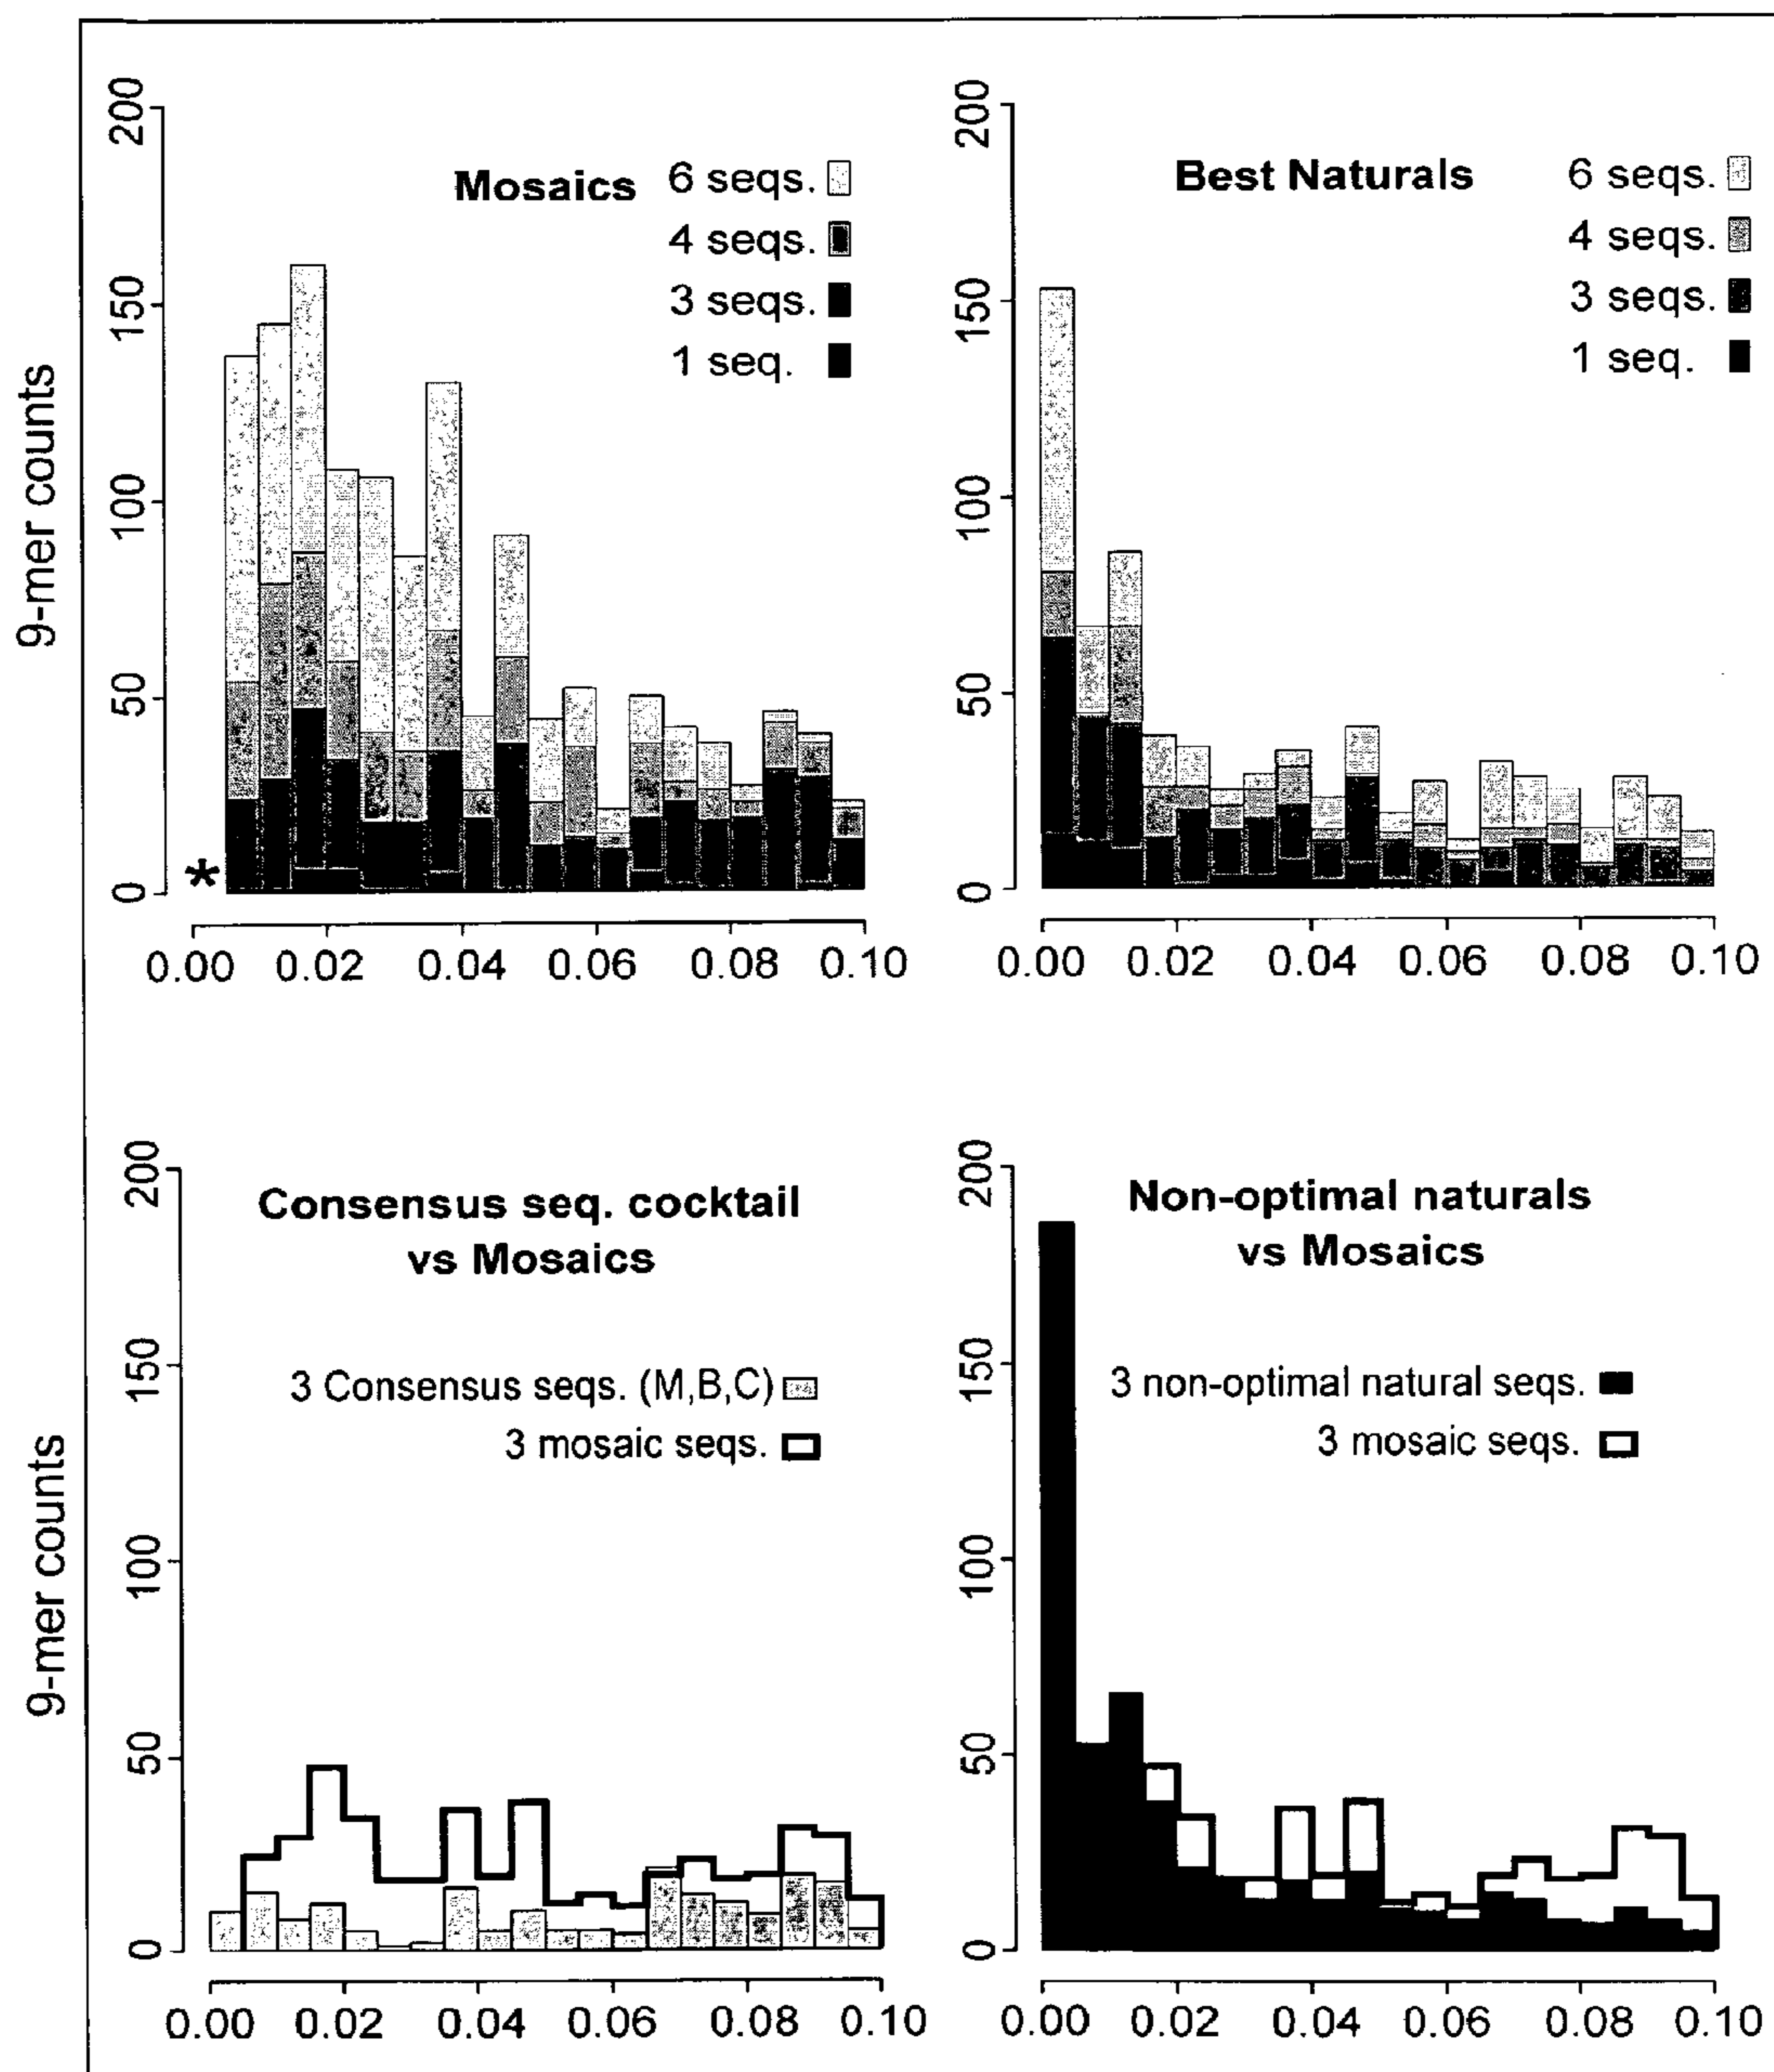 Mosaics
6 seqs.
4 seqs.
3 seqs.
1 seq.
9-mer counts
200
150
100
50
0
*
0.00 0.02 0.04 0.06 0.08 0.10
Best Naturals
6 seqs.
4 seqs.
3 seqs.
1 seq.
200
150
100
50
0
0.00 0.02 0.04 0.06 0.08 0.10
Consensus seq. cocktail
vs Mosaics
3 Consensus seqs. (M,B,C)
3 mosaic seqs.
9-mer counts
200
150
100
50
0
0.00 0.02 0.04 0.06 0.08 0.10
Non-optimal naturals
vs Mosaics
3 non-optimal natural seqs.
3 mosaic seqs.
200
150
100
50
0
0.00 0.02 0.04 0.06 0.08 0.10